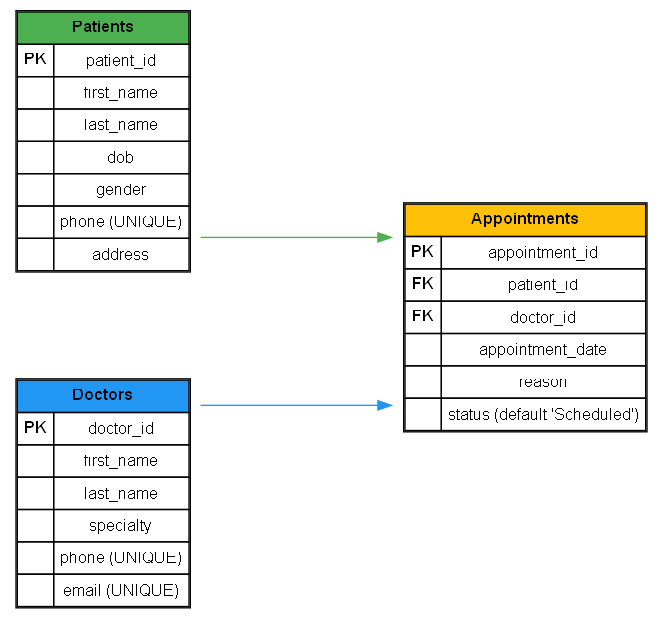 Patients
PK patient_id
first_name
last_name
dob
gender
phone (UNIQUE)
address
Appointments
PK appointment_id
FK patient_id
FK doctor_id
appointment_date
reason
status (default 'Scheduled')
Doctors
PK doctor_id
first_name
last_name
specialty
phone (UNIQUE)
email (UNIQUE)